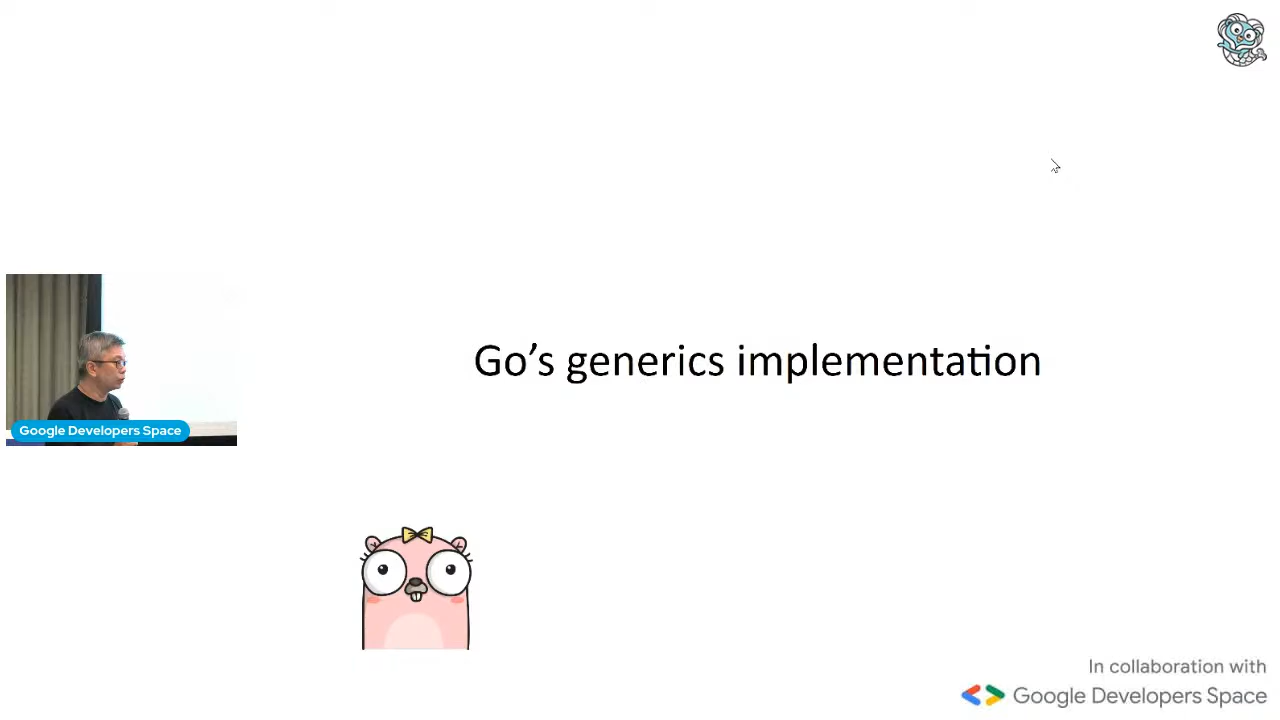 Go’s generics implementation
Google Developers Space
In collaboration with
Google Developers Space